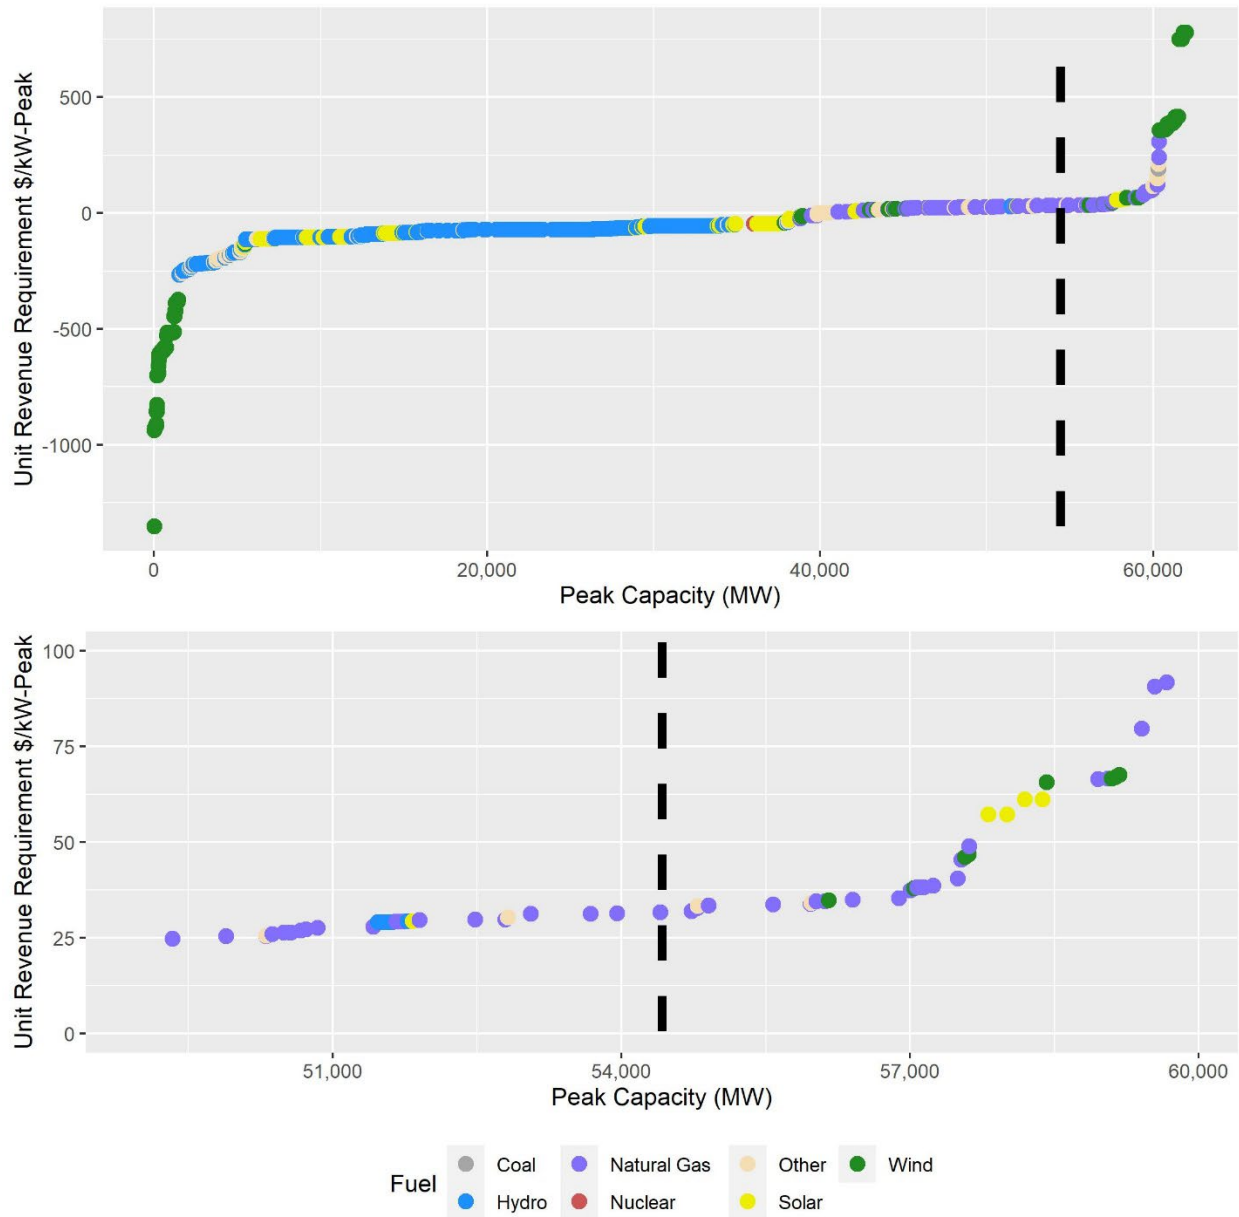 Unit Revenue Requirement $/kW-Peak
500
0
-500
-1000
0
20,000
40,000
60,000
Peak Capacity (MW)
Unit Revenue Requirement $/kW-Peak
100
75
50
25
0
51,000
54,000
57,000
60,000
Peak Capacity (MW)
Fuel
Coal
Natural Gas
Other
Wind
Hydro
Nuclear
Solar